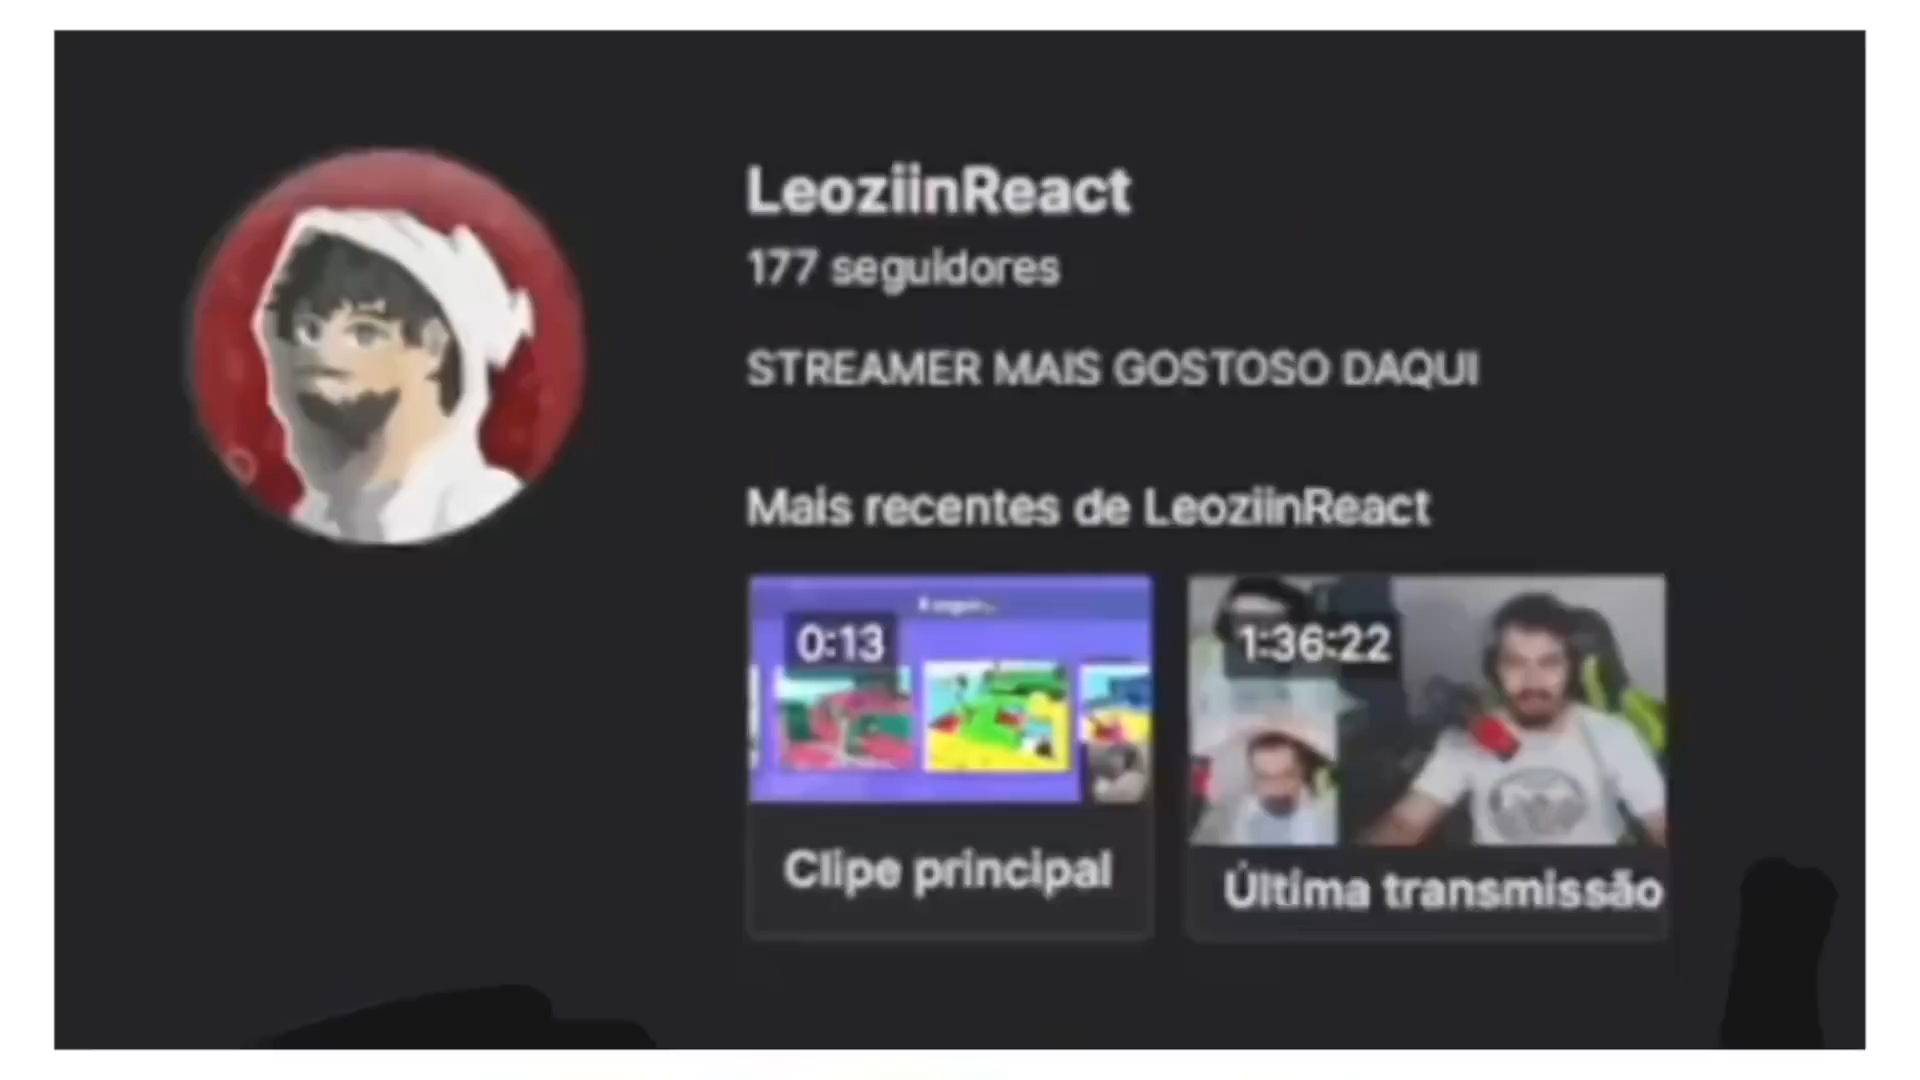 LeoziinReact
177 seguidores
STREAMER MAIS GOSTOSO DAQUI
Mais recentes de LeoziinReact
0:13
1:36:22
Clipe principal
Última transmissão